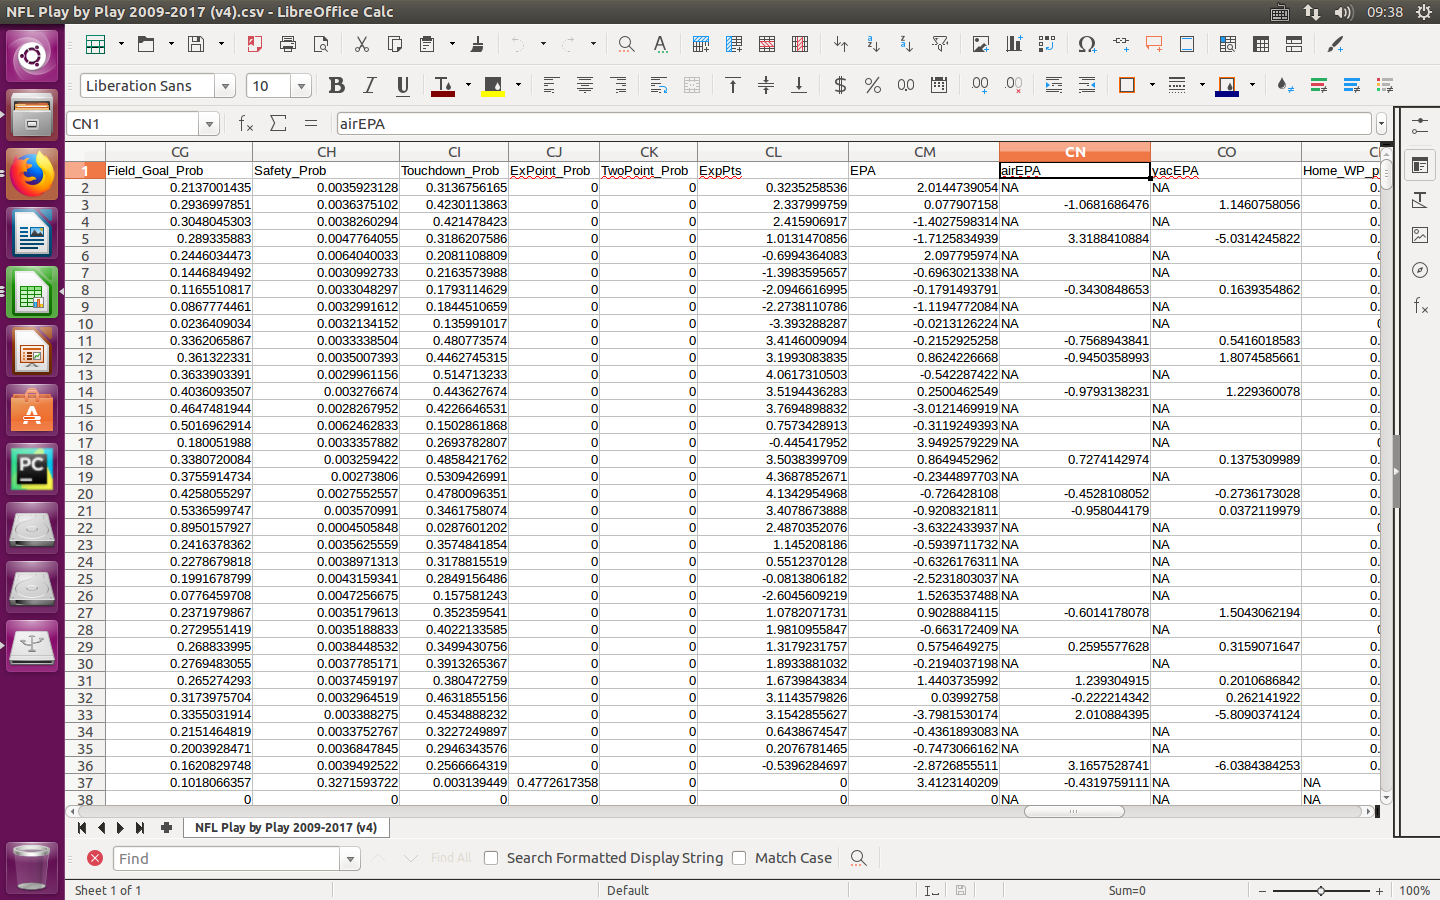 NFL Play by Play 2009-2017 (v4).csv - LibreOffice Calc 09:38
Liberation Sans 10
CN1 airEPA
CG CH CI CJ CK CL CM CN CO
1 Field_Goal_Prob Safety_Prob Touchdown_Prob ExPoint_Prob TwoPoint_Prob ExpPts EPA airEPA yacEPA Home_WP_p
2 0.2137001435 0.0035923128 0.3136756165 0 0 0.3235258536 2.0144739054 NA NA 0.
3 0.2936997851 0.0036375102 0.4230113863 0 0 2.337999759 0.077907158 -1.0681686476 1.1460758056 0.
4 0.3048045303 0.0038260294 0.421478423 0 0 2.415906917 -1.4027598314 NA NA 0.
5 0.289335883 0.0047764055 0.3186207586 0 0 1.0131470856 -1.7125834939 3.3188410884 -5.0314245822 0.
6 0.2446034473 0.0064040033 0.2081108809 0 0 -0.6994364083 2.097795974 NA NA
7 0.1446849492 0.0030992733 0.2163573988 0 0 -1.3983595657 -0.6963021338 NA NA 0.
8 0.1165510817 0.0033048297 0.1793114629 0 0 -2.0946616995 -0.1791493791 -0.3430848653 0.1639354862 0.
9 0.0867774461 0.0032991612 0.1844510659 0 0 -2.2738110786 -1.1194772084 NA NA 0.
10 0.0236409034 0.0032134152 0.135991017 0 0 -3.393288287 -0.0213126224 NA NA
11 0.3362065867 0.0033338504 0.480773574 0 0 3.4146009094 -0.2152925258 -0.7568943841 0.5416018583 0.
12 0.361322331 0.0035007393 0.4462745315 0 0 3.1993083835 0.8624226668 -0.9450358993 1.8074585661 0.
13 0.3633903391 0.0029961156 0.514713233 0 0 4.0617310503 -0.542287422 NA NA 0.
14 0.4036093507 0.003276674 0.443627674 0 0 3.5194436283 0.2500462549 -0.9793138231 1.229360078 0.
15 0.4647481944 0.0028267952 0.4226646531 0 0 3.7694898832 -3.0121469919 NA NA 0.
16 0.5016962914 0.0062462833 0.1502861868 0 0 0.7573428913 -0.3119249393 NA NA 0.
17 0.180051988 0.0033357882 0.2693782807 0 0 -0.445417952 3.9492579229 NA NA
18 0.3380720084 0.003259422 0.4858421762 0 0 3.5038399709 0.8649452962 0.7274142974 0.1375309989 0.
19 0.3755914734 0.00273806 0.5309426991 0 0 4.3687852671 -0.2344897703 NA NA 0.
20 0.4258055297 0.0027552557 0.4780096351 0 0 4.1342954968 -0.726428108 -0.4528108052 -0.2736173028 0.
21 0.5336599747 0.003570991 0.3461758074 0 0 3.4078673888 -0.9208321811 -0.958044179 0.0372119979 0.
22 0.8950157927 0.0004505848 0.0287601202 0 0 2.4870352076 -3.6322433937 NA NA
23 0.2416378362 0.0035625559 0.3574841854 0 0 1.145208186 -0.5939711732 NA NA 0.
24 0.2278679818 0.0038971313 0.3178815519 0 0 0.5512370128 -0.6326176311 NA NA 0.
25 0.1991678799 0.0043159341 0.2849156486 0 0 -0.0813806182 -2.5231803037 NA NA 0.
26 0.0776459708 0.0047256675 0.157581243 0 0 -2.6045609219 1.5263537488 NA NA 0.
27 0.2371979867 0.0035179613 0.352359541 0 0 1.0782071731 0.9028884115 -0.6014178078 1.5043062194 0.
28 0.2729551419 0.0035188833 0.4022133585 0 0 1.9810955847 -0.663172409 NA NA
29 0.268833995 0.0038448532 0.3499430756 0 0 1.3179231757 0.5754649275 0.2595577628 0.3159071647 0.
30 0.2769483055 0.0037785171 0.3913265367 0 0 1.8933881032 -0.2194037198 NA NA 0.
31 0.265274293 0.0037459197 0.380472759 0 0 1.6739843834 1.4403735992 1.239304915 0.2010686842 0.
32 0.3173975704 0.0032964519 0.4631855156 0 0 3.1143579826 0.03992758 -0.222214342 0.262141922 0.
33 0.3355031914 0.003388275 0.4534888232 0 0 3.1542855627 -3.7981530174 2.010884395 -5.8090374124 0.
34 0.2151464819 0.0033752767 0.3227249897 0 0 0.6438674547 -0.4361893083 NA NA 0.
35 0.2003928471 0.0036847845 0.2946343576 0 0 0.2076781465 -0.7473066162 NA NA 0.
36 0.1620829748 0.0039492522 0.2566664319 0 0 -0.5396284697 -2.8726855511 3.1657528741 -6.0384384253 0.
37 0.1018066357 0.3271593722 0.003139449 0.4772617358 0 0 3.4123140209 -0.4319759111 NA NA
38 0 0 0 0 0 0 0 NA NA NA
NFL Play by Play 2009-2017 (v4)
Find Find All Search Formatted Display String Match Case
Sheet 1 of 1 Default Sum=0 100%